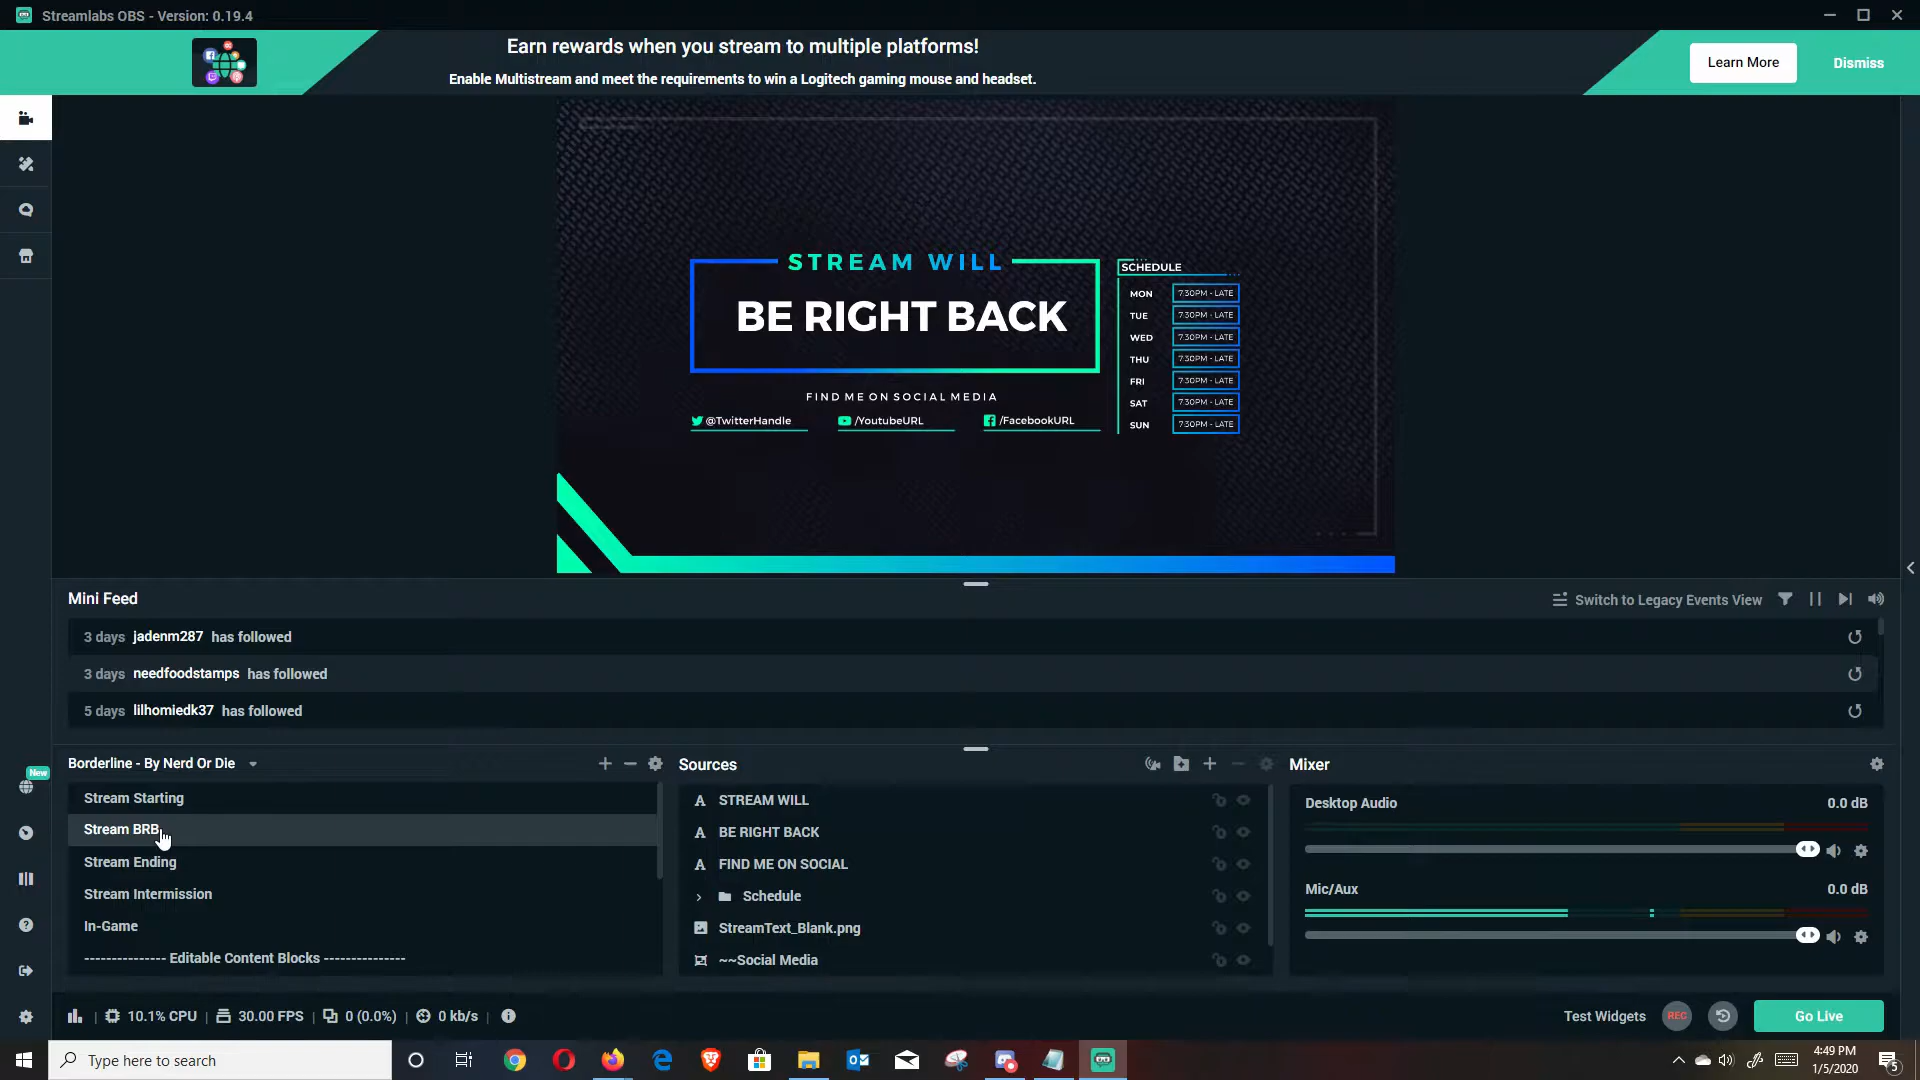 Streamlabs OBS - Version: 0.19.4
Earn rewards when you stream to multiple platforms!
Enable Multistream and meet the requirements to win a Logitech gaming mouse and headset.
Learn More
Dismiss
STREAM WILL
BE RIGHT BACK
FIND ME ON SOCIAL MEDIA
@TwitterHandle
/YoutubeURL
/FacebookURL
SCHEDULE
MON 7:30PM - LATE
TUE 7:30PM - LATE
WED 7:30PM - LATE
THU 7:30PM - LATE
FRI 7:30PM - LATE
SAT 7:30PM - LATE
SUN 7:30PM - LATE
Mini Feed
Switch to Legacy Events View
3 days jadenm287 has followed
3 days needfoodstamps has followed
5 days lilhomiedk37 has followed
New
Borderline - By Nerd Or Die
Stream Starting
Stream BRB
Stream Ending
Stream Intermission
In-Game
--------------- Editable Content Blocks ---------------
Sources
STREAM WILL
BE RIGHT BACK
FIND ME ON SOCIAL
Schedule
StreamText_Blank.png
~~Social Media
Mixer
Desktop Audio 0.0 dB
Mic/Aux 0.0 dB
10.1% CPU | 30.00 FPS | 0 (0.0%) | 0 kb/s
Test Widgets
REC
Go Live
Type here to search
4:49 PM
1/5/2020
5